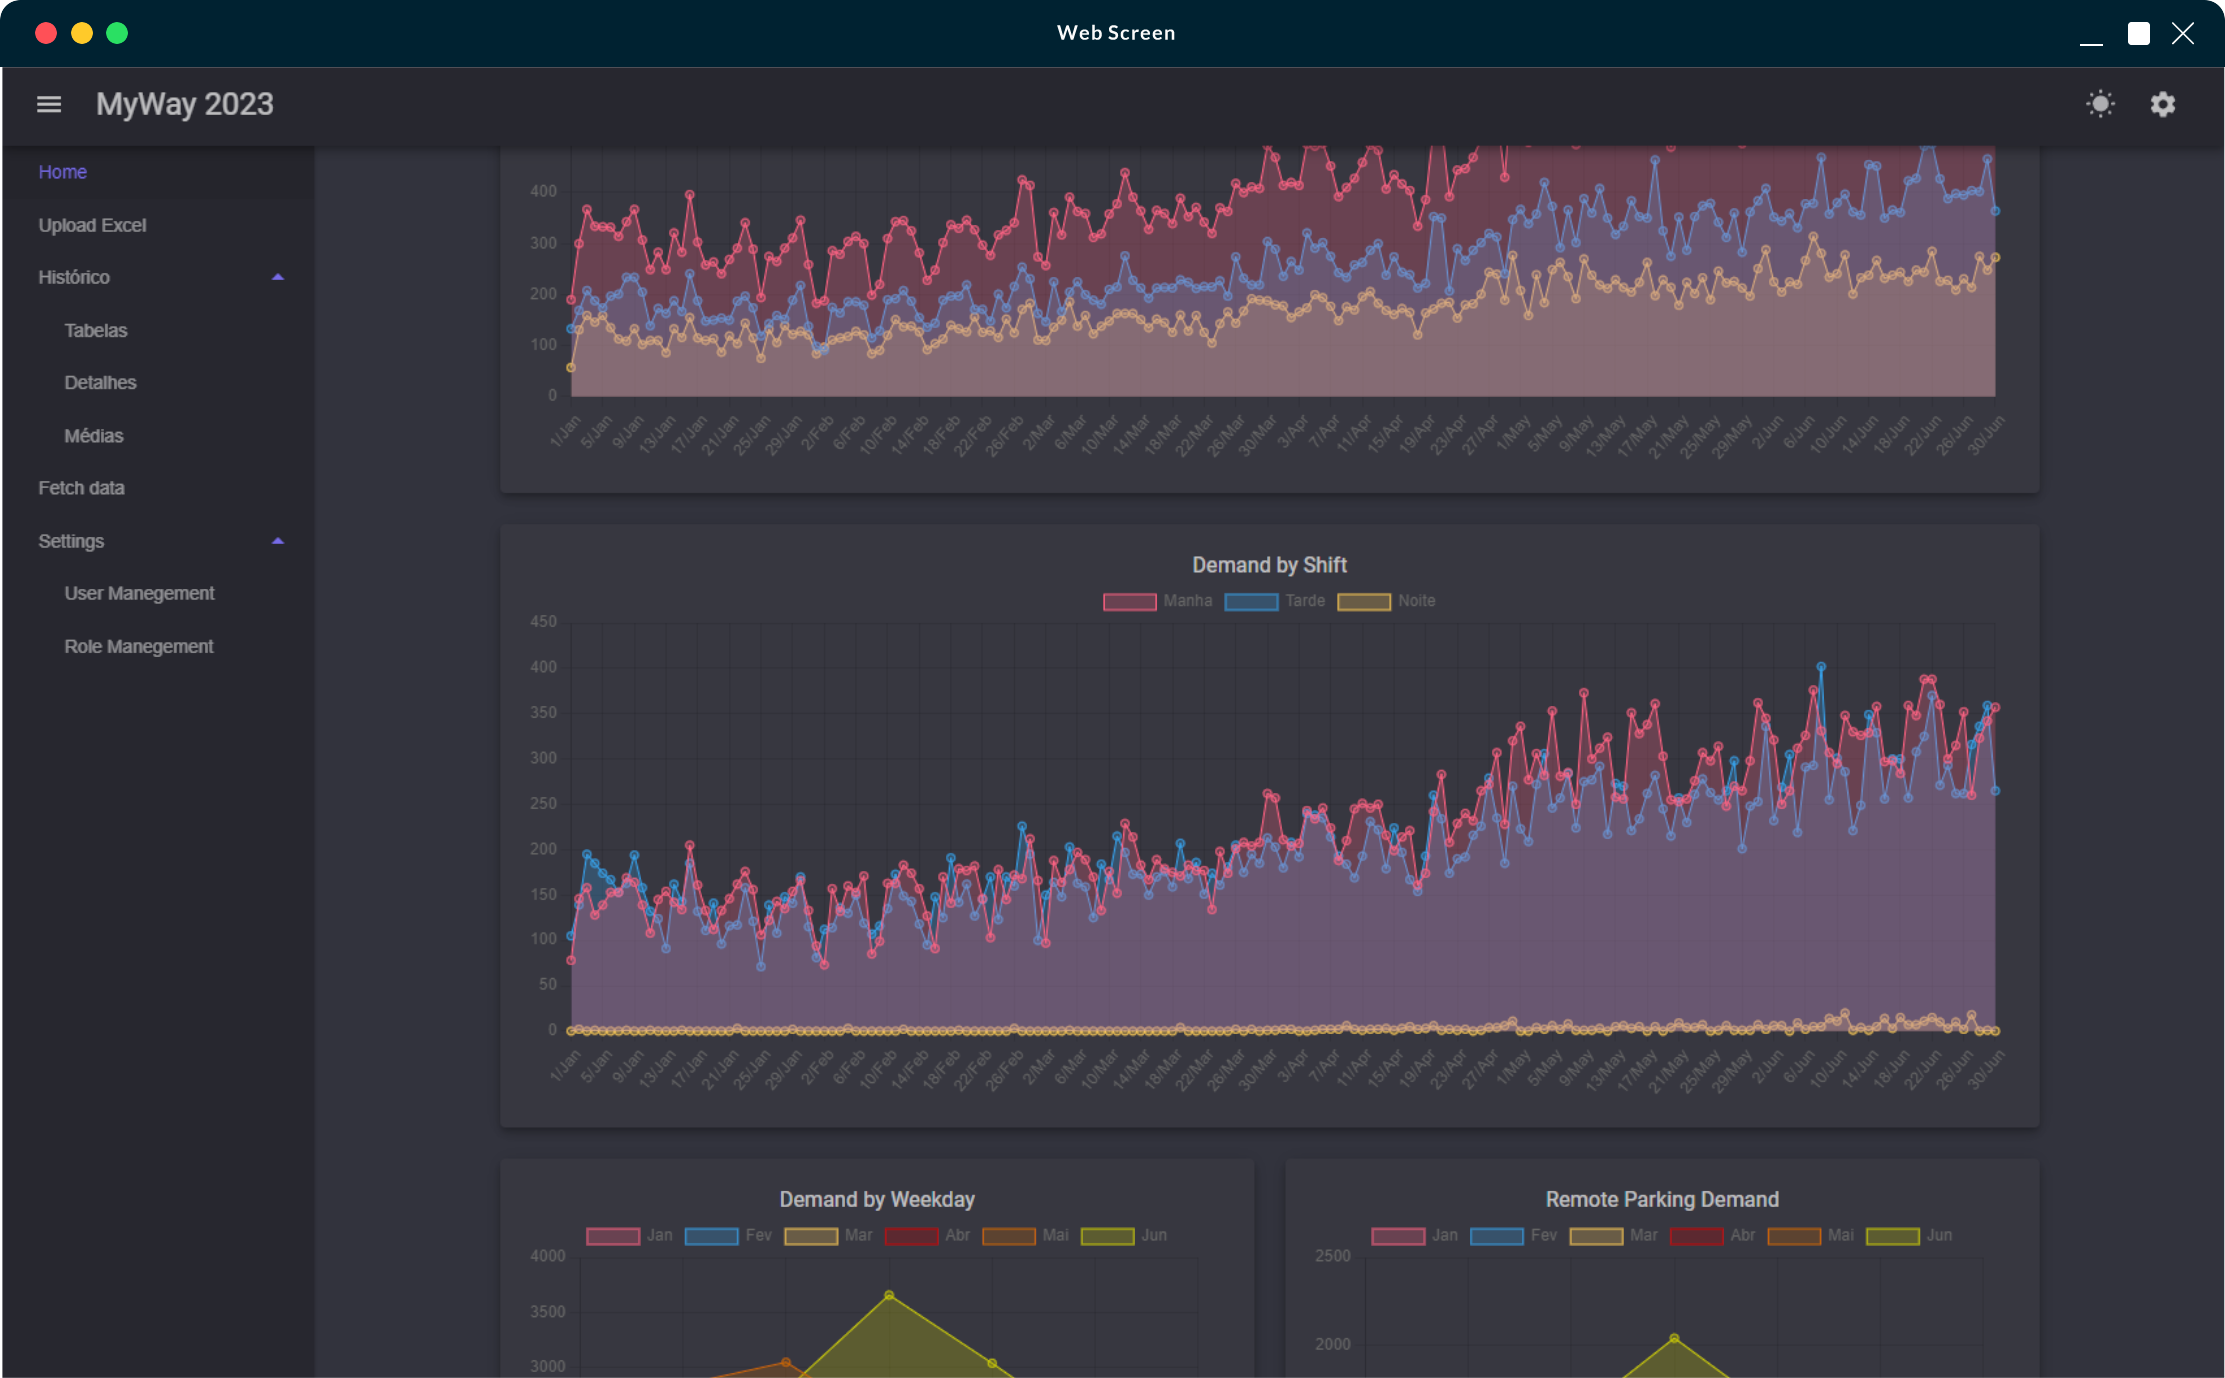 Web Screen
MyWay 2023
Home
Upload Excel
Histórico
Tabelas
Detalhes
Médias
Fetch data
Settings
User Manegement
Role Manegement
400
300
200
100
0
1/Jan 5/Jan 9/Jan 13/Jan 17/Jan 21/Jan 25/Jan 29/Jan 2/Feb 6/Feb 10/Feb 14/Feb 18/Feb 22/Feb 26/Feb 2/Mar 6/Mar 10/Mar 14/Mar 18/Mar 22/Mar 26/Mar 30/Mar 3/Apr 7/Apr 11/Apr 15/Apr 19/Apr 23/Apr 27/Apr 1/May 5/May 9/May 13/May 17/May 21/May 25/May 29/May 2/Jun 6/Jun 10/Jun 14/Jun 18/Jun 22/Jun 26/Jun 30/Jun
Demand by Shift
Manha Tarde Noite
450
400
350
300
250
200
150
100
50
0
1/Jan 5/Jan 9/Jan 13/Jan 17/Jan 21/Jan 25/Jan 29/Jan 2/Feb 6/Feb 10/Feb 14/Feb 18/Feb 22/Feb 26/Feb 2/Mar 6/Mar 10/Mar 14/Mar 18/Mar 22/Mar 26/Mar 30/Mar 3/Apr 7/Apr 11/Apr 15/Apr 19/Apr 23/Apr 27/Apr 1/May 5/May 9/May 13/May 17/May 21/May 25/May 29/May 2/Jun 6/Jun 10/Jun 14/Jun 18/Jun 22/Jun 26/Jun 30/Jun
Demand by Weekday
Jan Fev Mar Abr Mai Jun
4000
3500
3000
Remote Parking Demand
Jan Fev Mar Abr Mai Jun
2500
2000